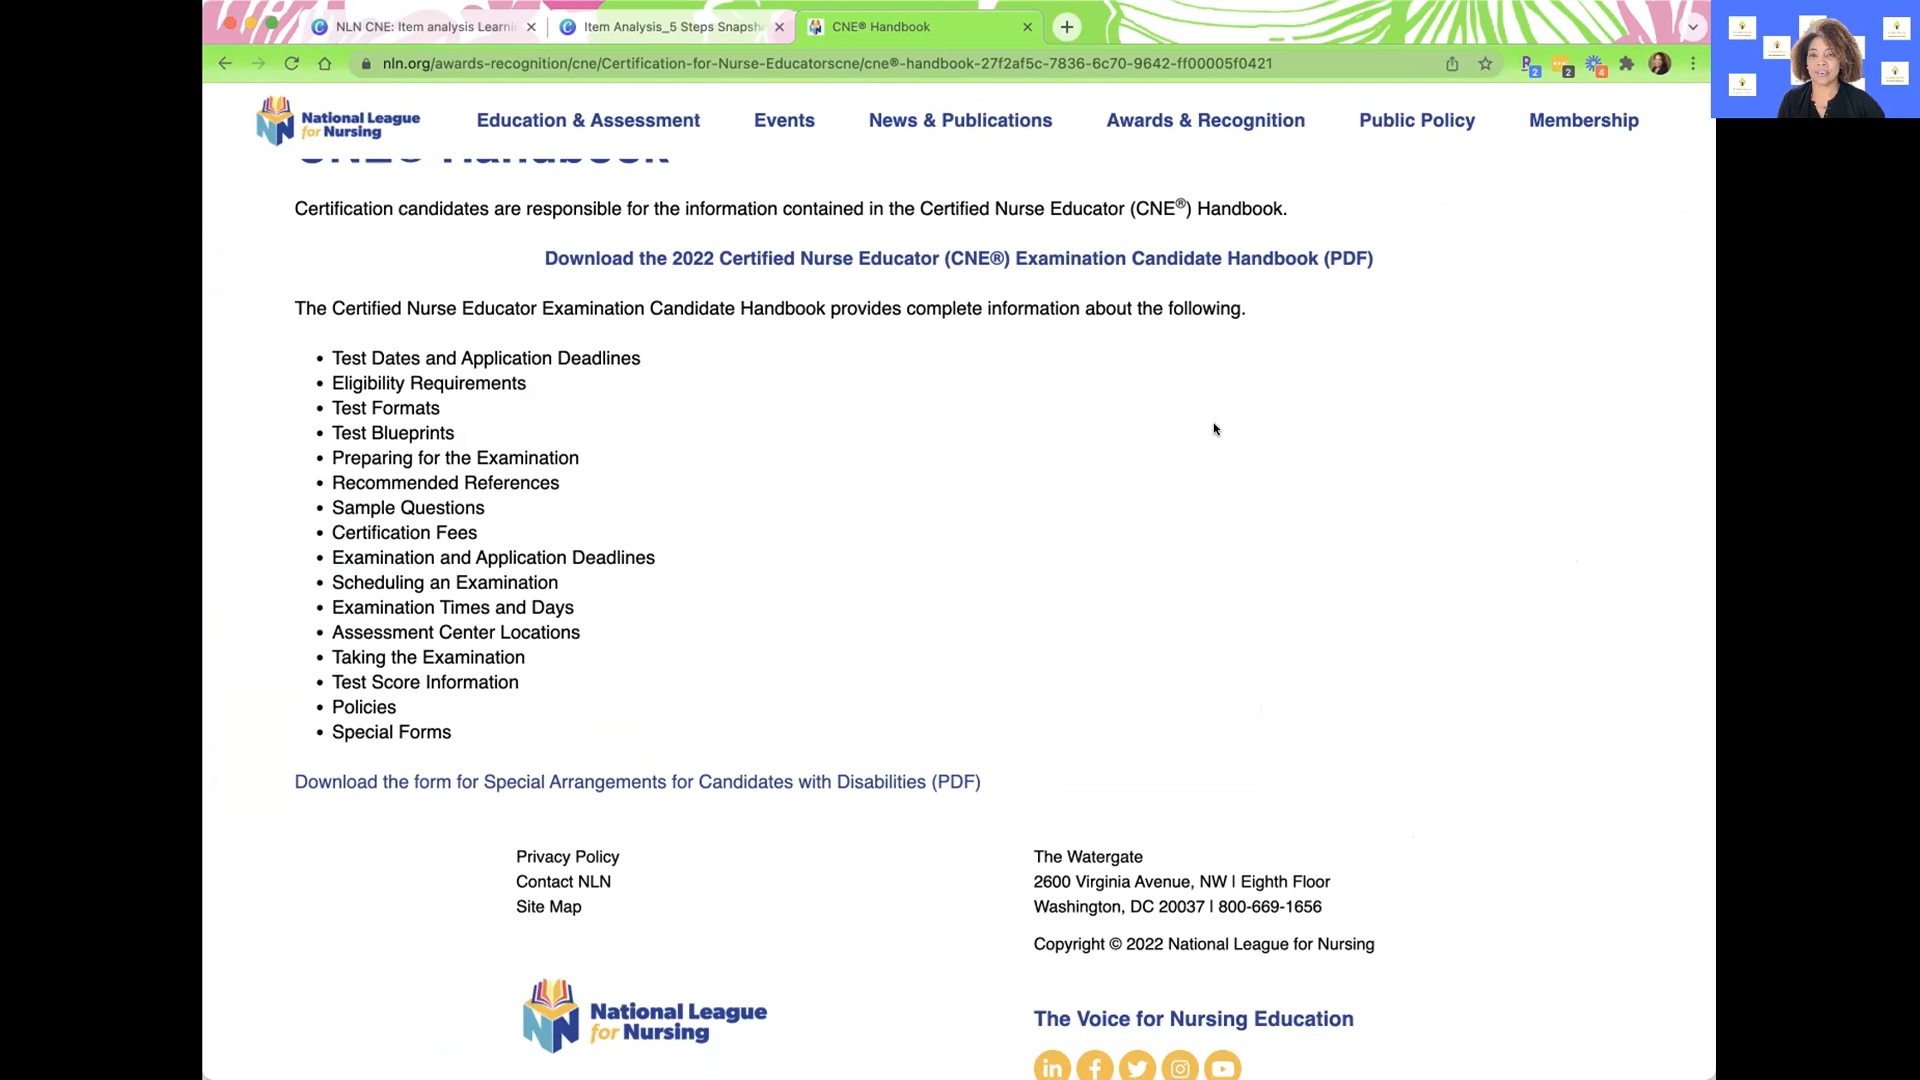 NLN CNE: Item analysis Learni
Item Analysis_5 Steps Snapsh
CNE® Handbook
nln.org/awards-recognition/cne/Certification-for-Nurse-Educatorscne/cne®-handbook-27f2af5c-7836-6c70-9642-ff00005f0421
2
2
4
National League
for Nursing
Education & Assessment
Events
News & Publications
Awards & Recognition
Public Policy
Membership
CNE® Handbook
Certification candidates are responsible for the information contained in the Certified Nurse Educator (CNE®) Handbook.
Download the 2022 Certified Nurse Educator (CNE®) Examination Candidate Handbook (PDF)
The Certified Nurse Educator Examination Candidate Handbook provides complete information about the following.
• Test Dates and Application Deadlines
• Eligibility Requirements
• Test Formats
• Test Blueprints
• Preparing for the Examination
• Recommended References
• Sample Questions
• Certification Fees
• Examination and Application Deadlines
• Scheduling an Examination
• Examination Times and Days
• Assessment Center Locations
• Taking the Examination
• Test Score Information
• Policies
• Special Forms
Download the form for Special Arrangements for Candidates with Disabilities (PDF)
Privacy Policy
Contact NLN
Site Map
The Watergate
2600 Virginia Avenue, NW | Eighth Floor
Washington, DC 20037 | 800-669-1656
Copyright © 2022 National League for Nursing
National League
for Nursing
The Voice for Nursing Education